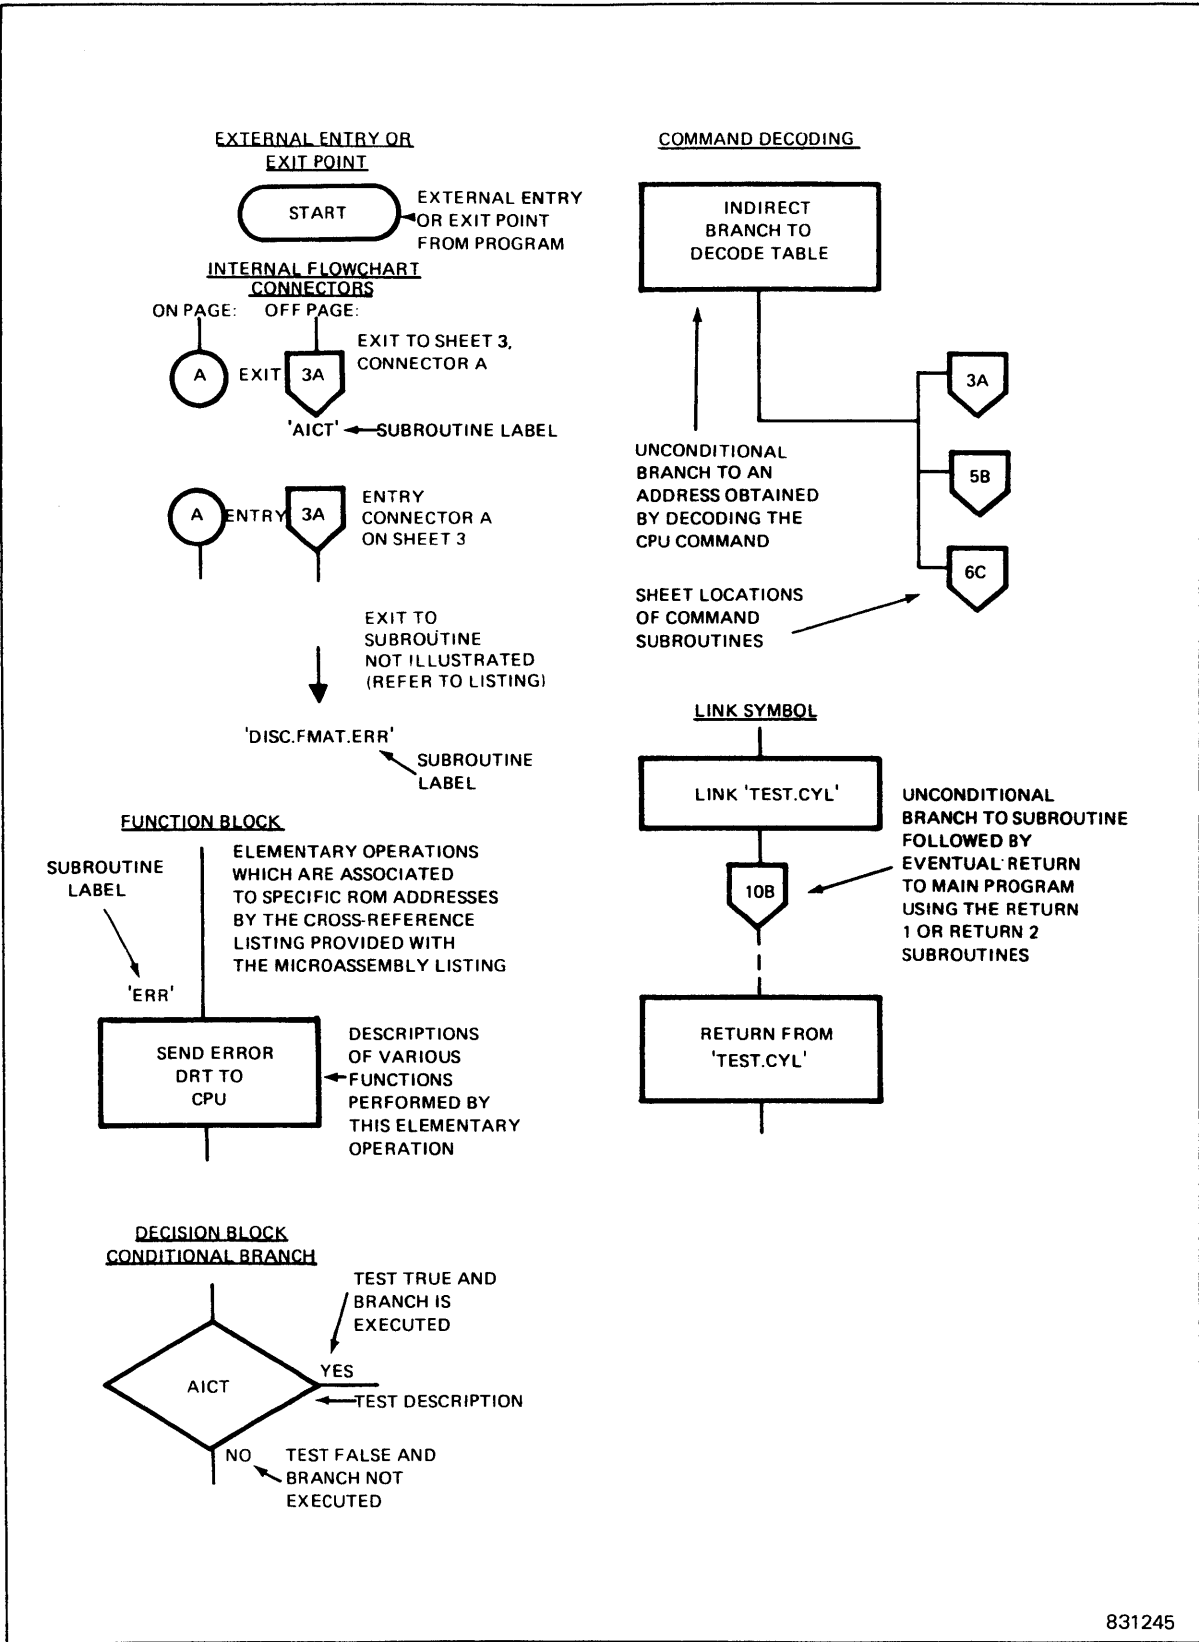 EXTERNAL ENTRY OR
EXIT POINT
START
EXTERNAL ENTRY
OR EXIT POINT
FROM PROGRAM
INTERNAL FLOWCHART
CONNECTORS
ON PAGE:
OFF PAGE:
A
EXIT
3A
EXIT TO SHEET 3,
CONNECTOR A
'AICT'
SUBROUTINE LABEL
A
ENTRY
3A
ENTRY
CONNECTOR A
ON SHEET 3
EXIT TO
SUBROUTINE
NOT ILLUSTRATED
(REFER TO LISTING)
'DISC.FMAT.ERR'
SUBROUTINE
LABEL
FUNCTION BLOCK
SUBROUTINE
LABEL
ELEMENTARY OPERATIONS
WHICH ARE ASSOCIATED
TO SPECIFIC ROM ADDRESSES
BY THE CROSS-REFERENCE
LISTING PROVIDED WITH
THE MICROASSEMBLY LISTING
'ERR'
SEND ERROR
DRT TO
CPU
DESCRIPTIONS
OF VARIOUS
FUNCTIONS
PERFORMED BY
THIS ELEMENTARY
OPERATION
DECISION BLOCK
CONDITIONAL BRANCH
TEST TRUE AND
BRANCH IS
EXECUTED
YES
AICT
TEST DESCRIPTION
NO
TEST FALSE AND
BRANCH NOT
EXECUTED
COMMAND DECODING
INDIRECT
BRANCH TO
DECODE TABLE
3A
5B
6C
UNCONDITIONAL
BRANCH TO AN
ADDRESS OBTAINED
BY DECODING THE
CPU COMMAND
SHEET LOCATIONS
OF COMMAND
SUBROUTINES
LINK SYMBOL
LINK 'TEST.CYL'
10B
UNCONDITIONAL
BRANCH TO SUBROUTINE
FOLLOWED BY
EVENTUAL RETURN
TO MAIN PROGRAM
USING THE RETURN
1 OR RETURN 2
SUBROUTINES
RETURN FROM
'TEST.CYL'
831245